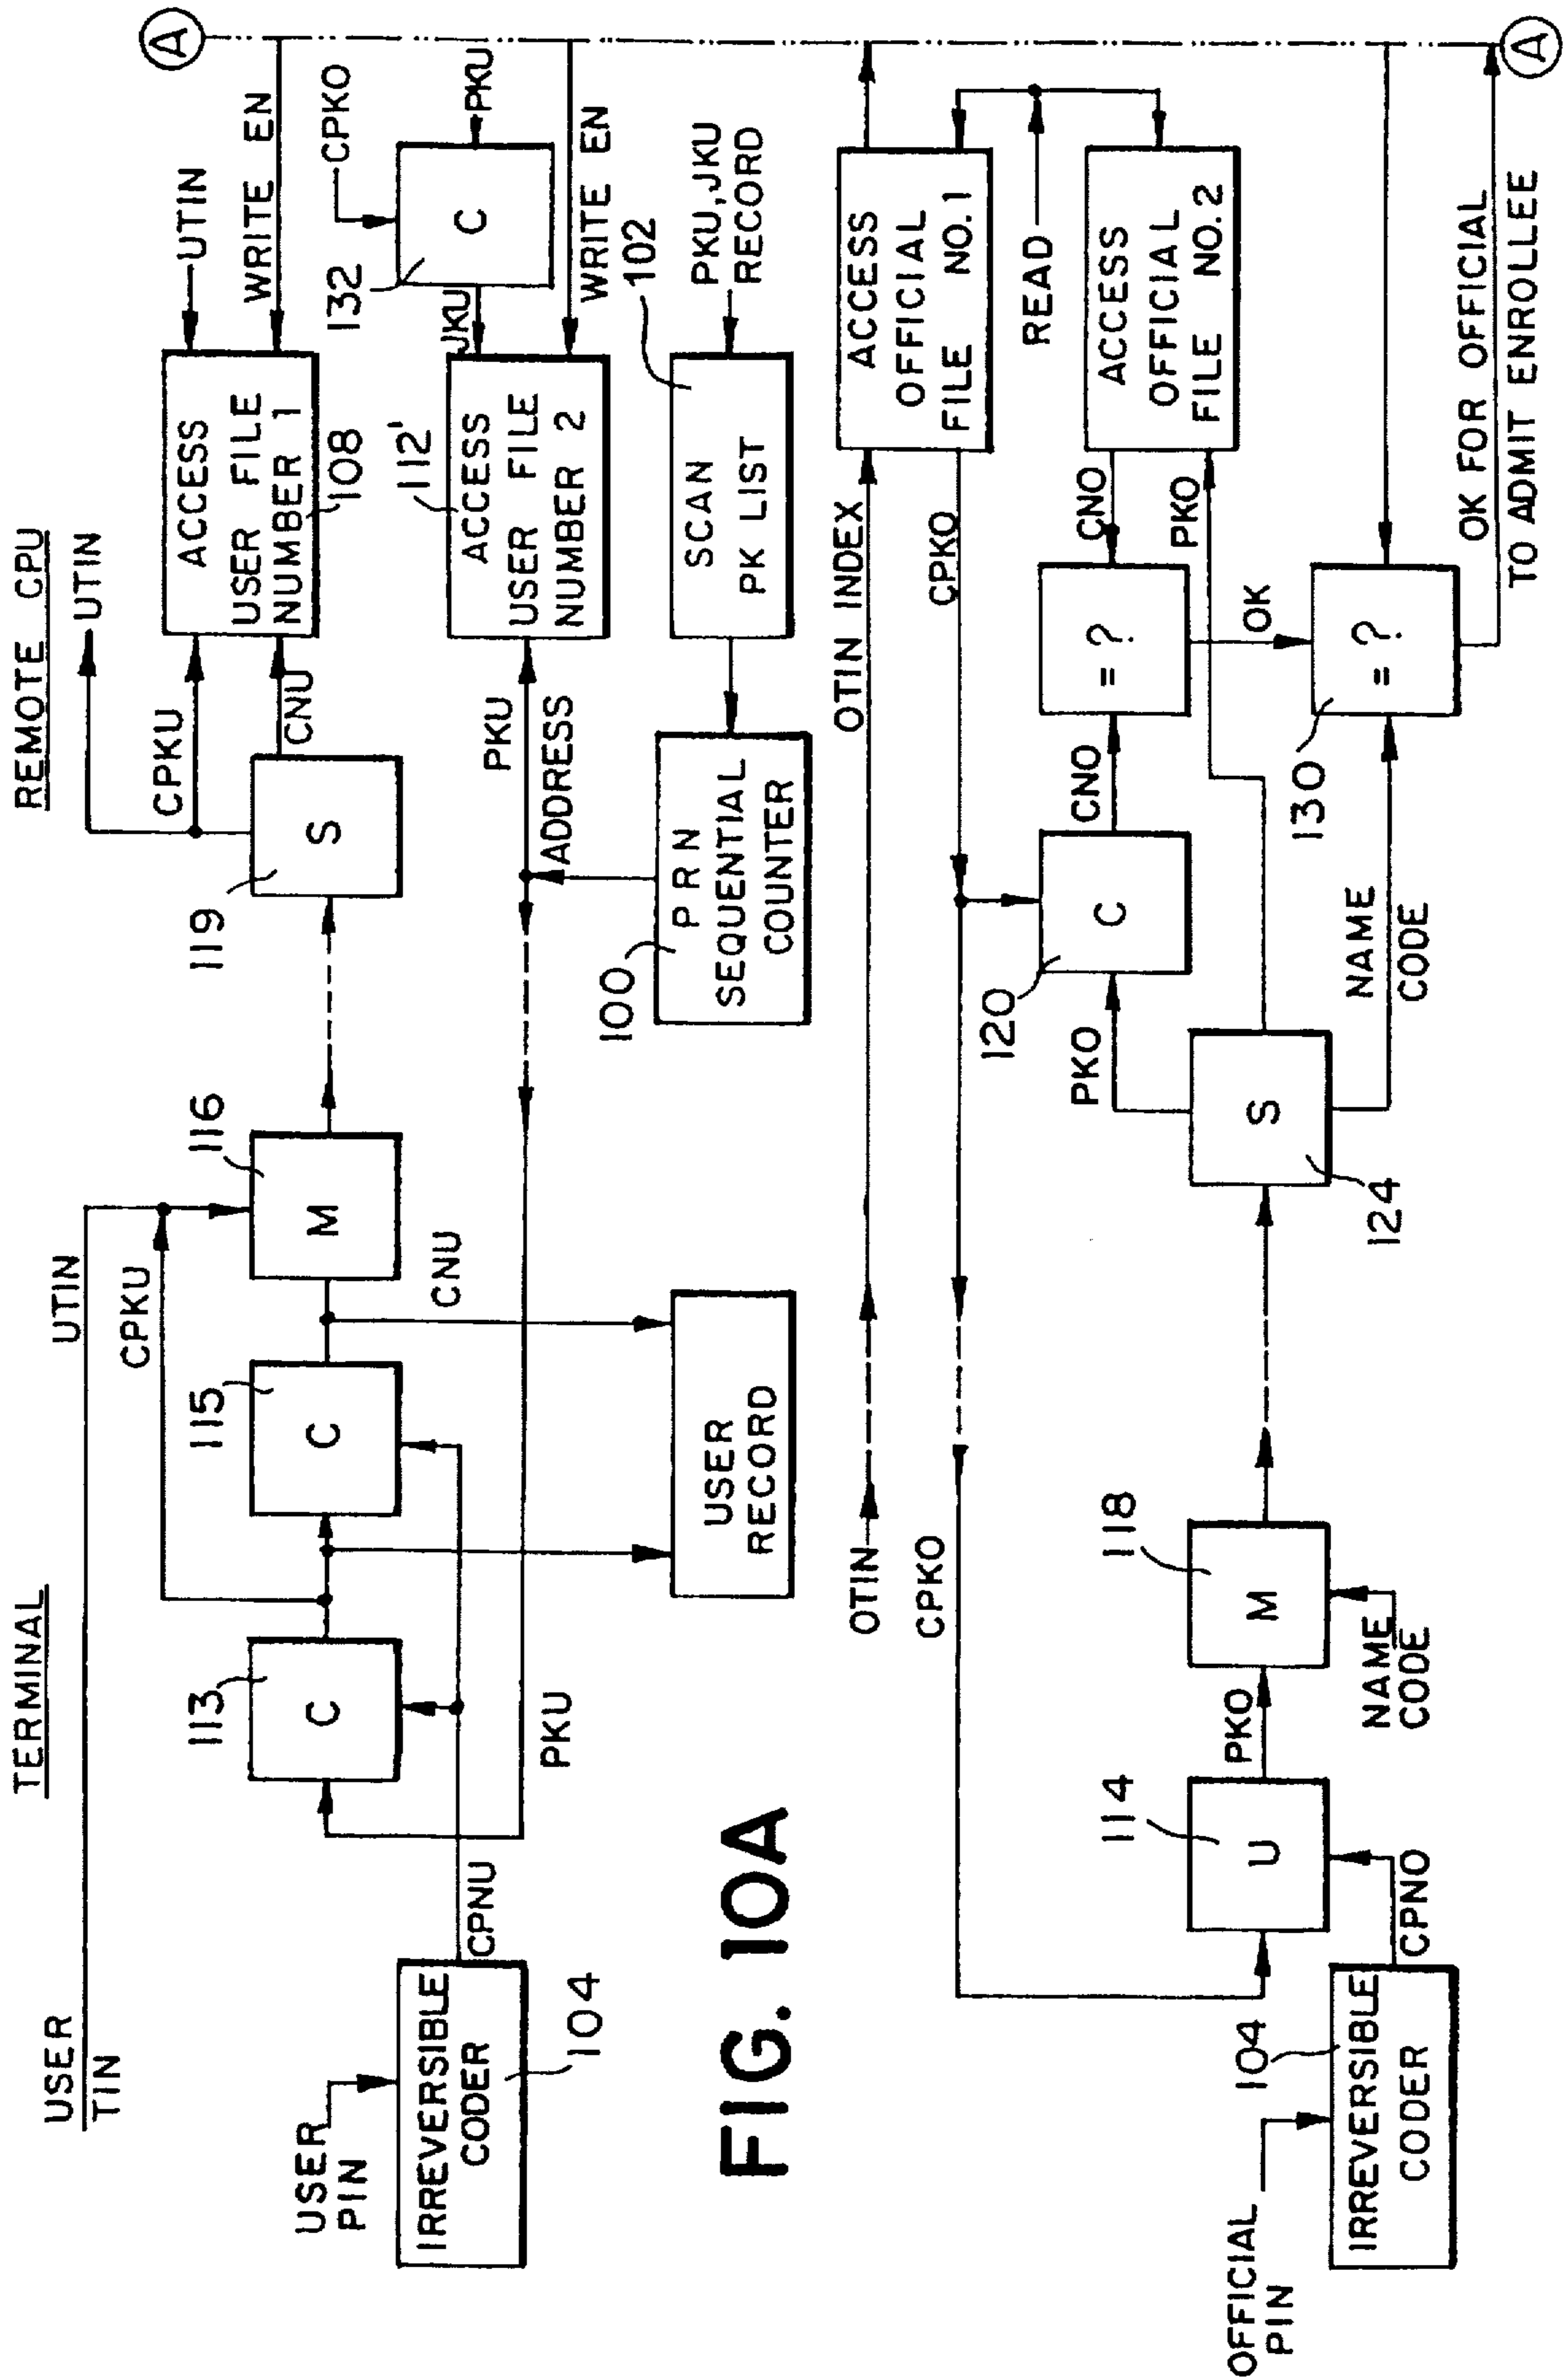 TERMINAL
REMOTE CPU
USER
TIN
UTIN
CPKU
UTIN
CPKU
CNU
UTIN
WRITE EN
A
113
C
115
C
116
M
119
S
ACCESS
USER FILE
NUMBER 1
108
CNU
USER
PIN
IRREVERSIBLE
CODER
104
CPNU
PKU
USER
RECORD
PKU
ADDRESS
112'
ACCESS
USER FILE
NUMBER 2
JKU
132
C
CPKO
PKU
WRITE EN
100
PRN
SEQUENTIAL
COUNTER
SCAN
PK LIST
102
PKU, JKU
RECORD
FIG. 10A
OTIN
OTIN INDEX
CPKO
CPKO
ACCESS
OFFICIAL
FILE NO. 1
READ
ACCESS
OFFICIAL
FILE NO. 2
CNO
PKO
120
C
CNO
= ?
OK
PKO
OFFICIAL
PIN
IRREVERSIBLE
CODER
104
CPNO
114
U
PKO
118
M
NAME
CODE
S
124
NAME
CODE
130
= ?
OK FOR OFFICIAL
TO ADMIT ENROLLEE
A